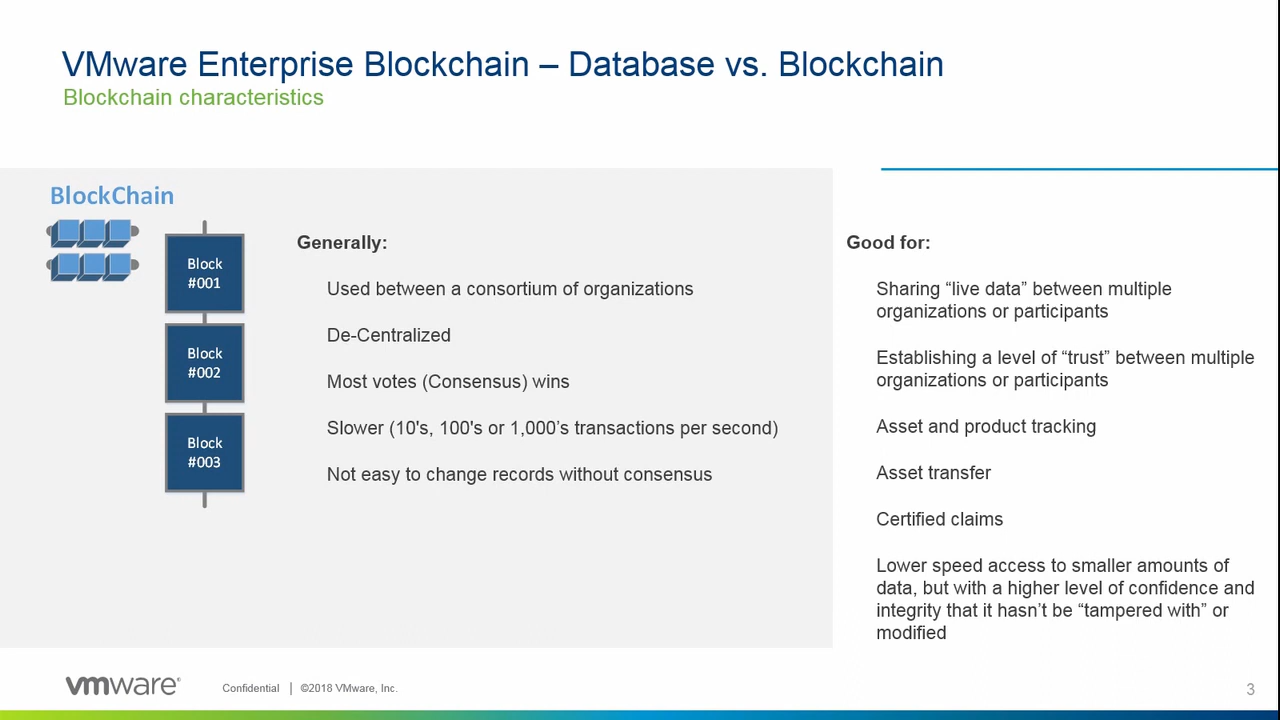 VMware Enterprise Blockchain – Database vs. Blockchain
Blockchain characteristics
BlockChain
Block
#001
Block
#002
Block
#003
Generally:
Used between a consortium of organizations
De-Centralized
Most votes (Consensus) wins
Slower (10's, 100's or 1,000’s transactions per second)
Not easy to change records without consensus
Good for:
Sharing “live data” between multiple
organizations or participants
Establishing a level of “trust” between multiple
organizations or participants
Asset and product tracking
Asset transfer
Certified claims
Lower speed access to smaller amounts of
data, but with a higher level of confidence and
integrity that it hasn’t be “tampered with” or
modified
vmware®
Confidential | ©2018 VMware, Inc.
3